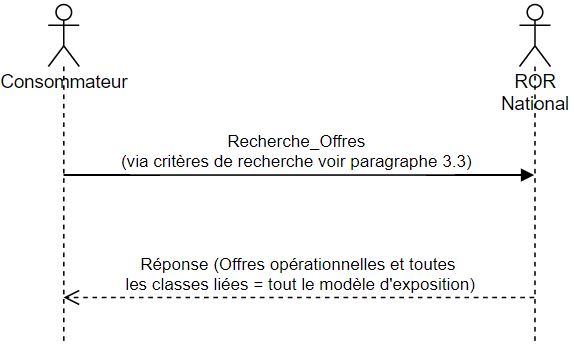 Consommateur
ROR
National
Recherche_Offres
(via critères de recherche voir paragraphe 3.3)
Réponse (Offres opérationnelles et toutes
les classes liées = tout le modèle d'exposition)